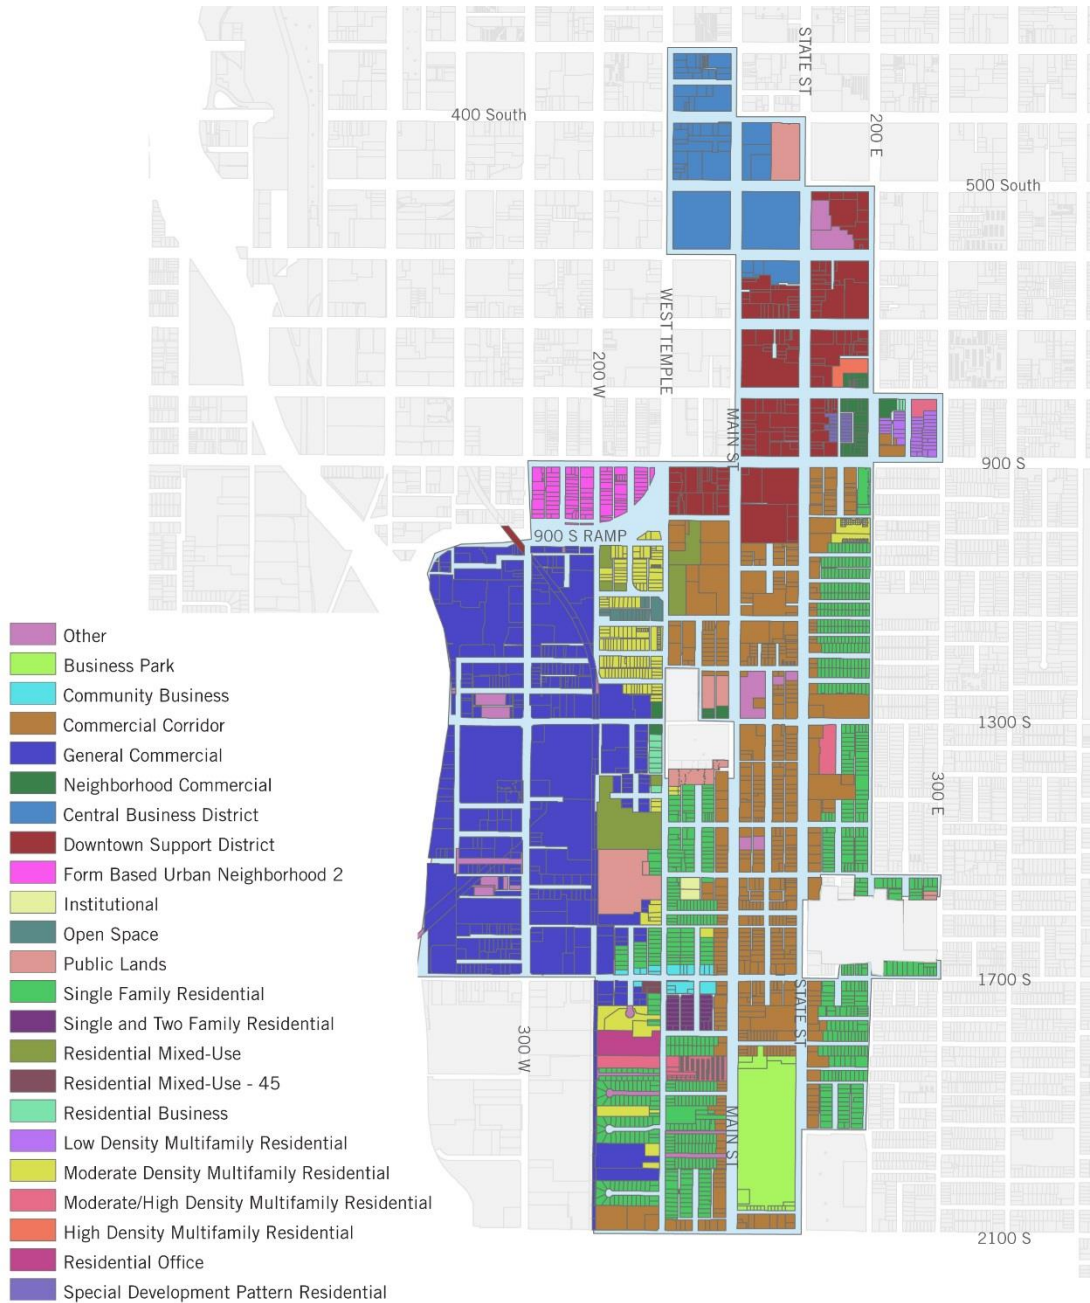 STATE ST
400 South
200 E
500 South
WEST TEMPLE
200 W
MAIN ST
900 S
900 S RAMP
Other
Business Park
Community Business
Commercial Corridor
General Commercial
Neighborhood Commercial
Central Business District
Downtown Support District
Form Based Urban Neighborhood 2
Institutional
Open Space
Public Lands
Single Family Residential
Single and Two Family Residential
Residential Mixed-Use
Residential Mixed-Use - 45
Residential Business
Low Density Multifamily Residential
Moderate Density Multifamily Residential
Moderate/High Density Multifamily Residential
High Density Multifamily Residential
Residential Office
Special Development Pattern Residential
1300 S
300 E
1700 S
STATE ST
300 W
MAIN ST
2100 S